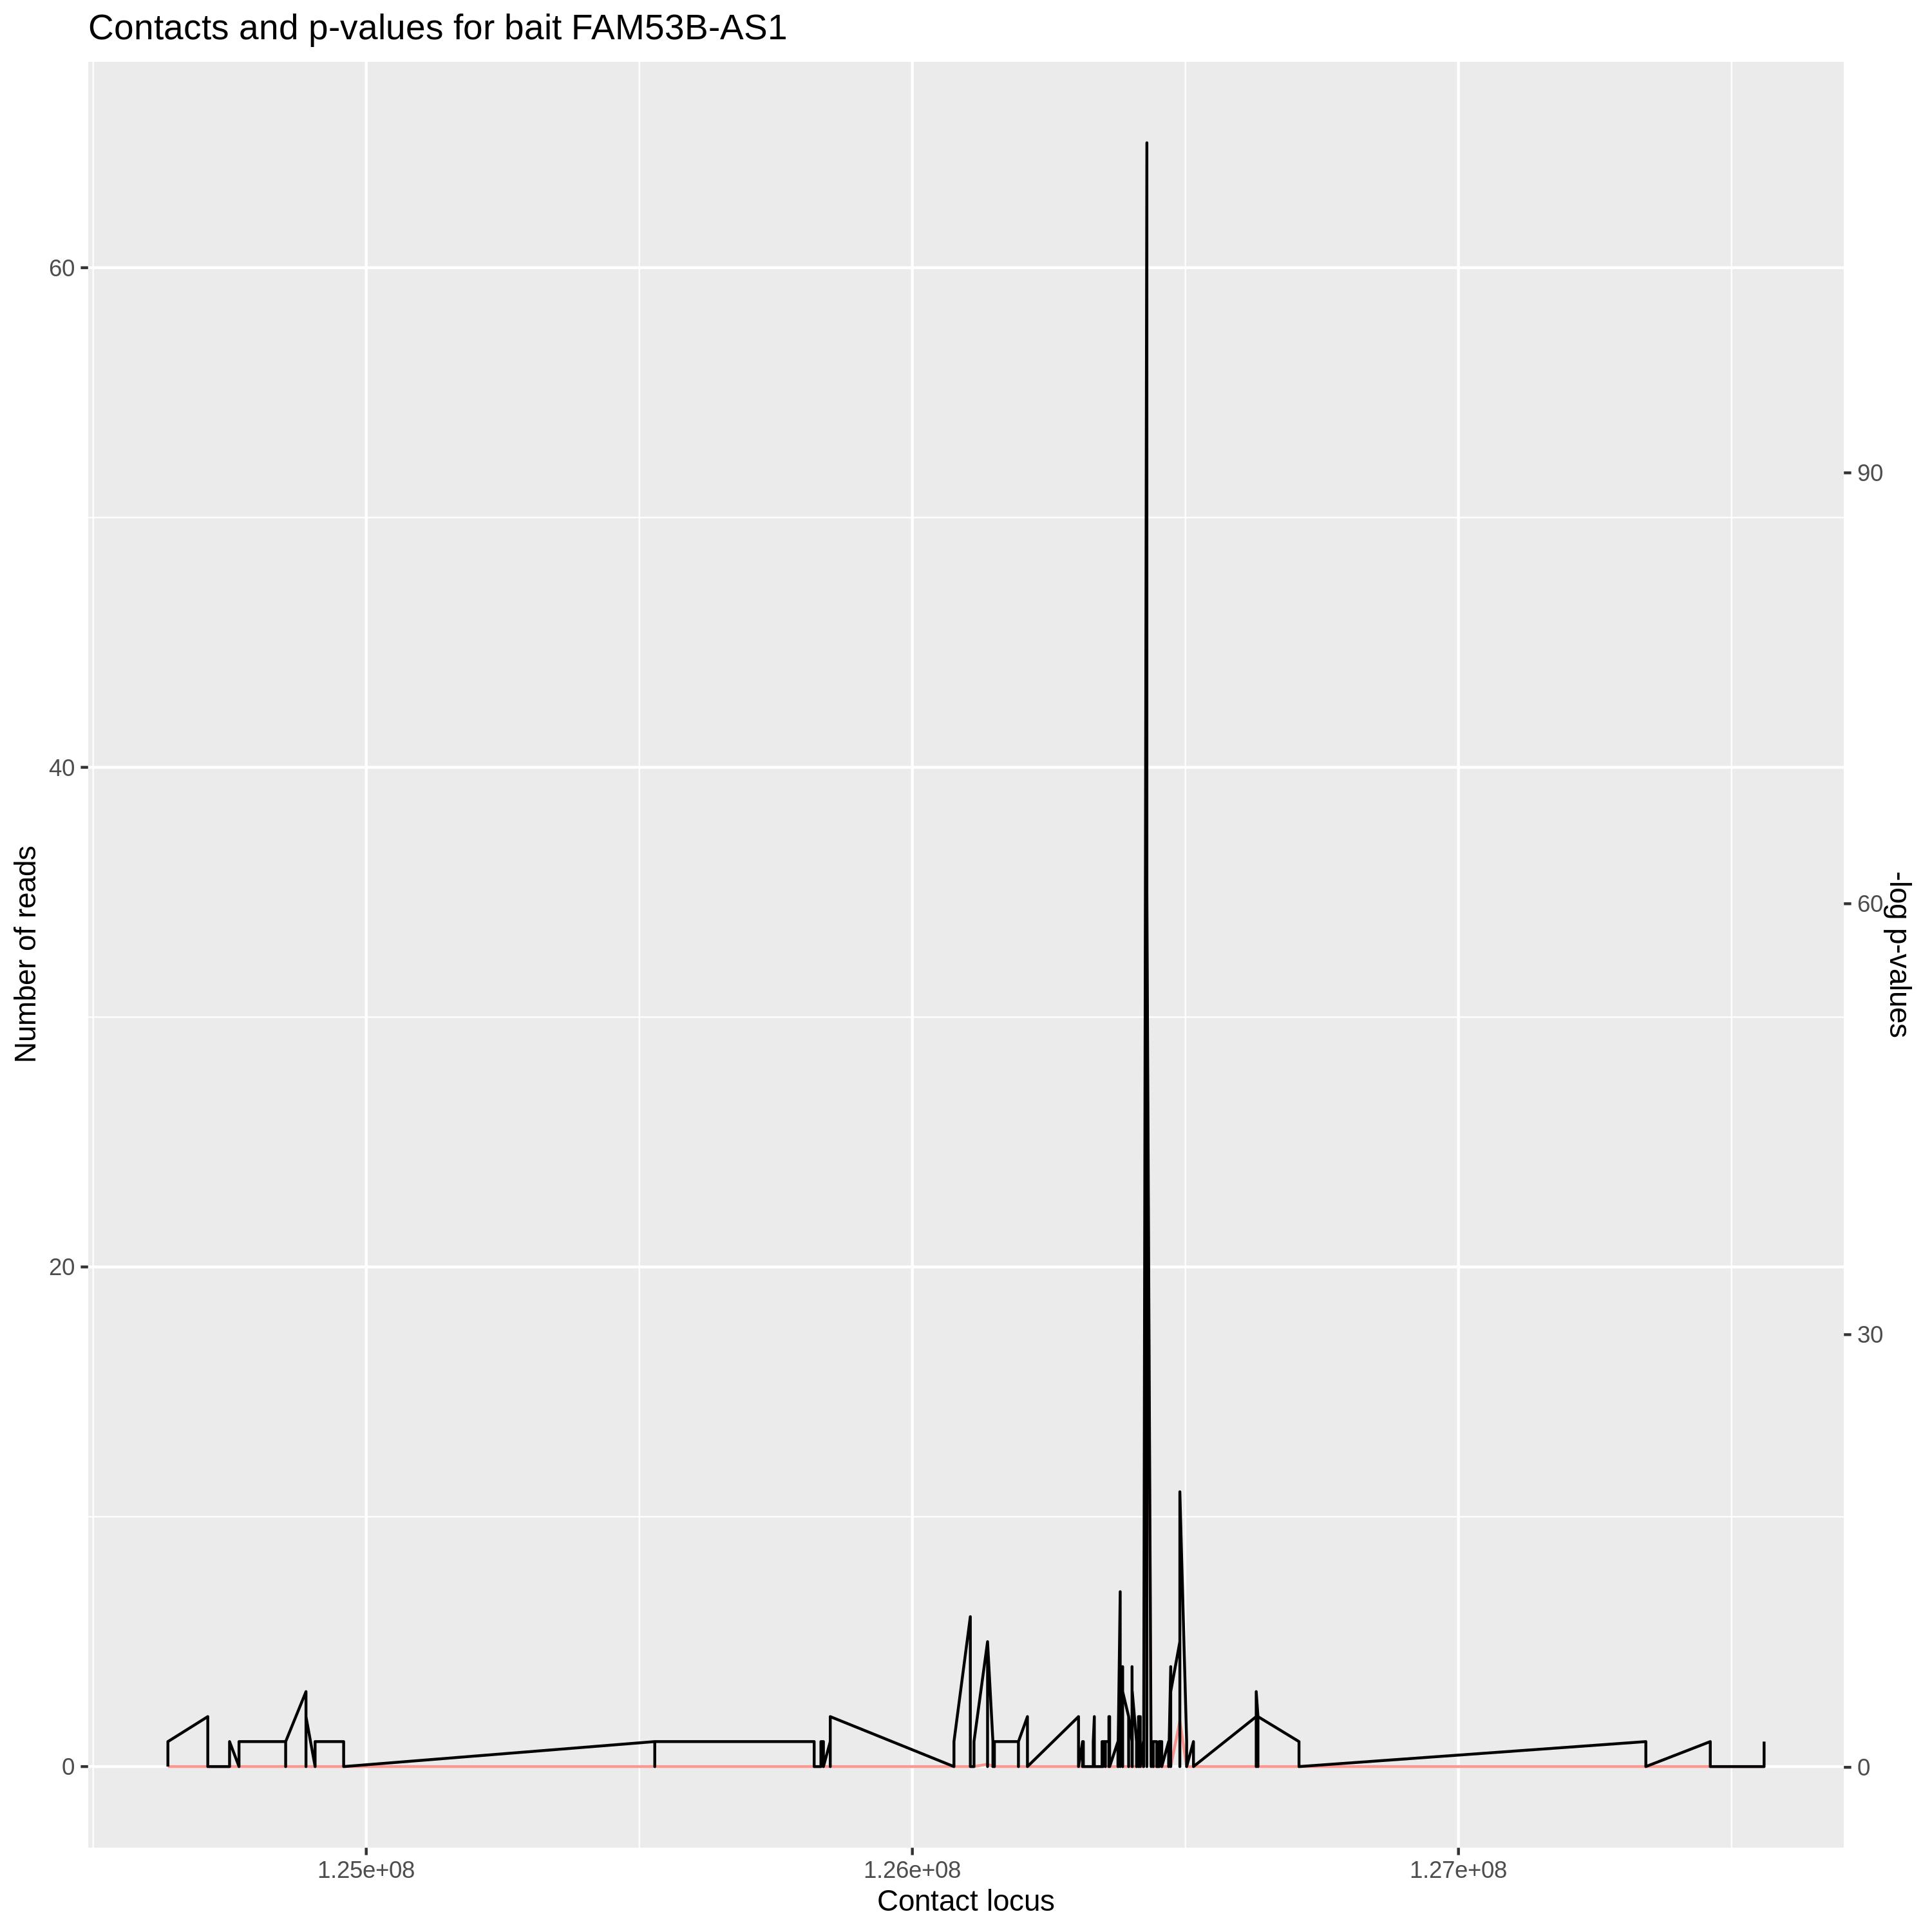 Contacts and p-values for bait FAM53B-AS1
60
40
20
0
Number of reads
90
60
30
0
-log p-values
1.25e+08
1.26e+08
1.27e+08
Contact locus